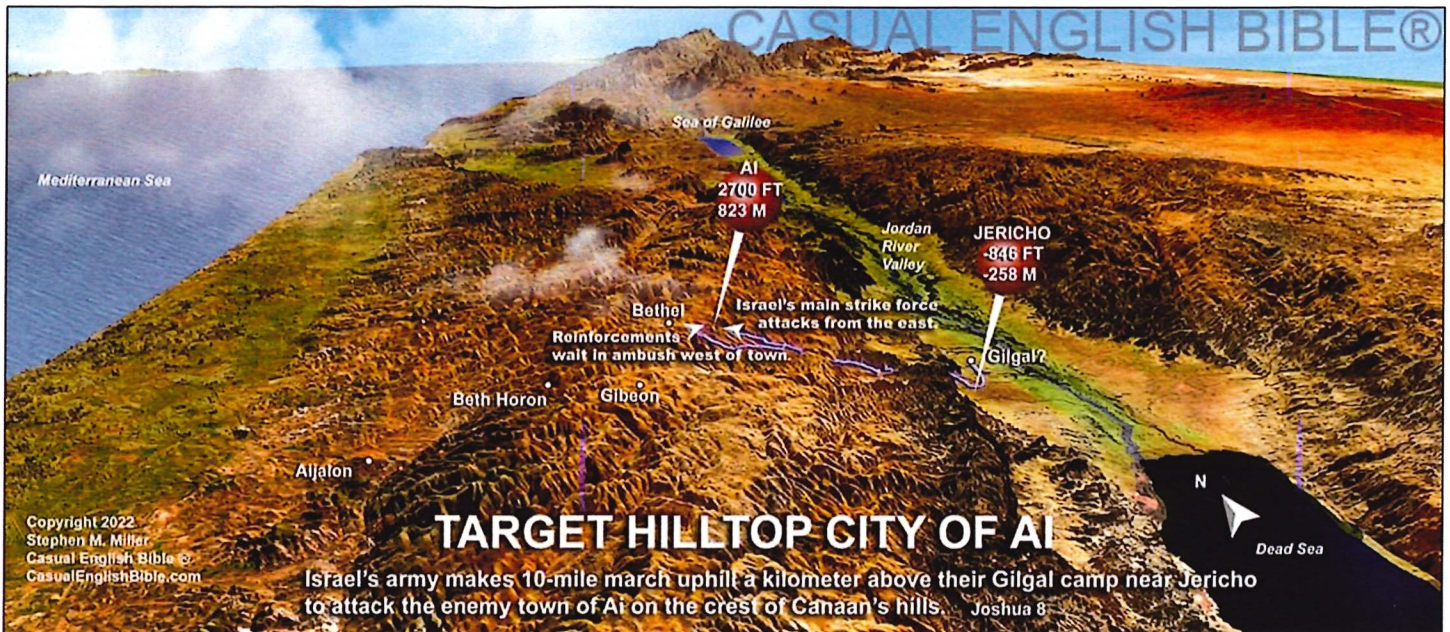 CASUAL ENGLISH BIBLE®
Sea of Galilee
Mediterranean Sea
AI
2700 FT
823 M
Jordan
River
Valley
JERICHO
-846 FT
-258 M
Bethel
Israel's main strike force
attacks from the east.
Reinforcements
wait in ambush west of town.
Gilgal?
Beth Horon
Gibeon
Aijalon
N
Dead Sea
Copyright 2022
Stephen M. Miller
Casual English Bible ®
CasualEnglishBible.com
TARGET HILLTOP CITY OF AI
Israel's army makes 10-mile march uphill a kilometer above their Gilgal camp near Jericho
to attack the enemy town of Ai on the crest of Canaan's hills. Joshua 8